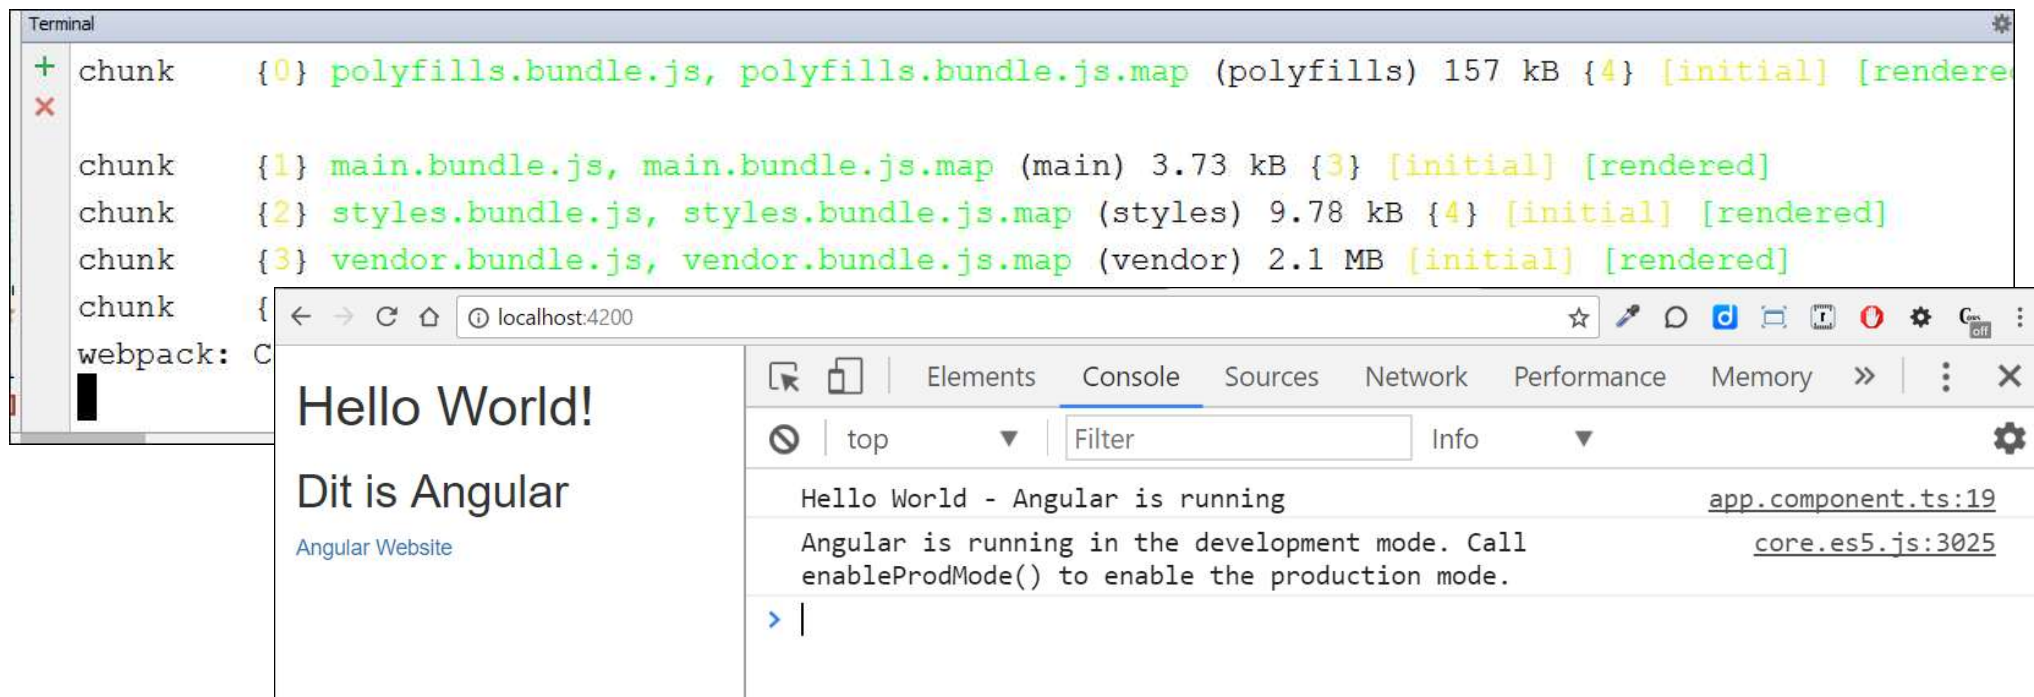 Terminal
chunk {0} polyfills.bundle.js, polyfills.bundle.js.map (polyfills) 157 kB {4} [initial] [rendere
chunk {1} main.bundle.js, main.bundle.js.map (main) 3.73 kB {3} [initial] [rendered]
chunk {2} styles.bundle.js, styles.bundle.js.map (styles) 9.78 kB {4} [initial] [rendered]
chunk {3} vendor.bundle.js, vendor.bundle.js.map (vendor) 2.1 MB [initial] [rendered]
chunk {
webpack: C
localhost:4200
off
Hello World!
Dit is Angular
Angular Website
Elements Console Sources Network Performance Memory
top Filter Info
Hello World - Angular is running app.component.ts:19
Angular is running in the development mode. Call core.es5.js:3025
enableProdMode() to enable the production mode.